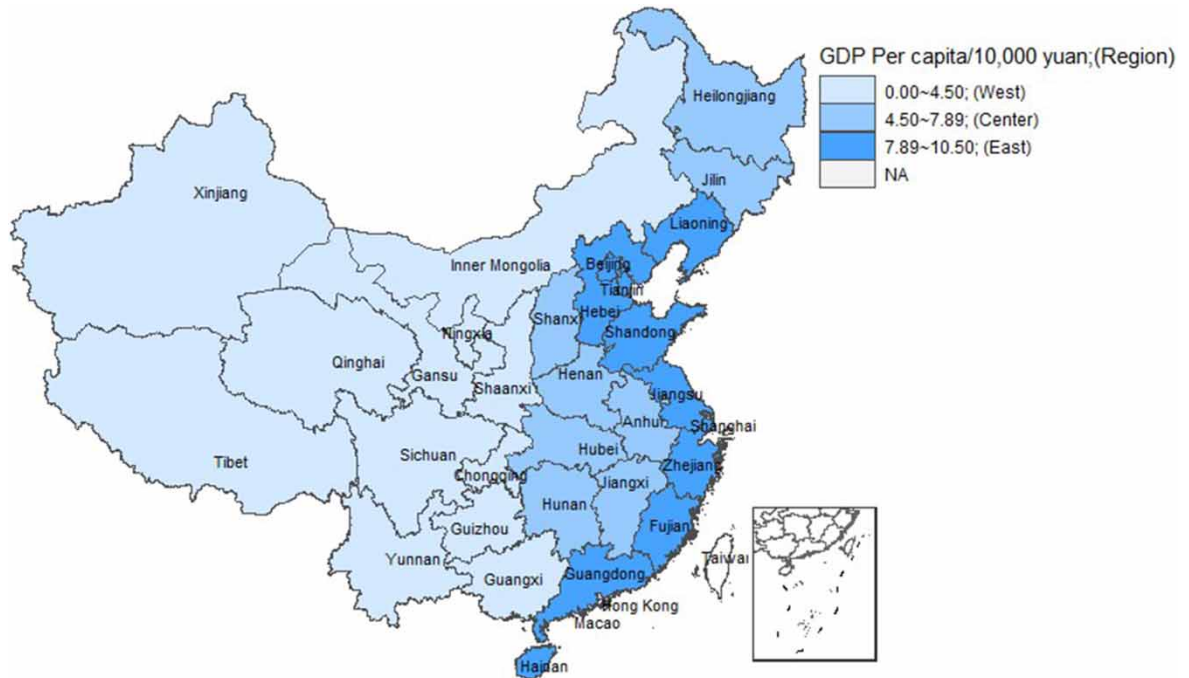 GDP Per capita/10,000 yuan;(Region)
0.00~4.50; (West)
4.50~7.89; (Center)
7.89~10.50; (East)
NA
Heilongjiang
Jilin
Xinjiang
Liaoning
Inner Mongolia
Beijing
Tianjin
Hebei
Shanxi
Ningxia
Shandong
Qinghai
Gansu
Shaanxi
Henan
Jiangsu
Anhui
Shanghai
Tibet
Sichuan
Hubei
Chongqing
Zhejiang
Jiangxi
Hunan
Guizhou
Fujian
Yunnan
Taiwan
Guangxi
Guangdong
Hong Kong
Macao
Hainan